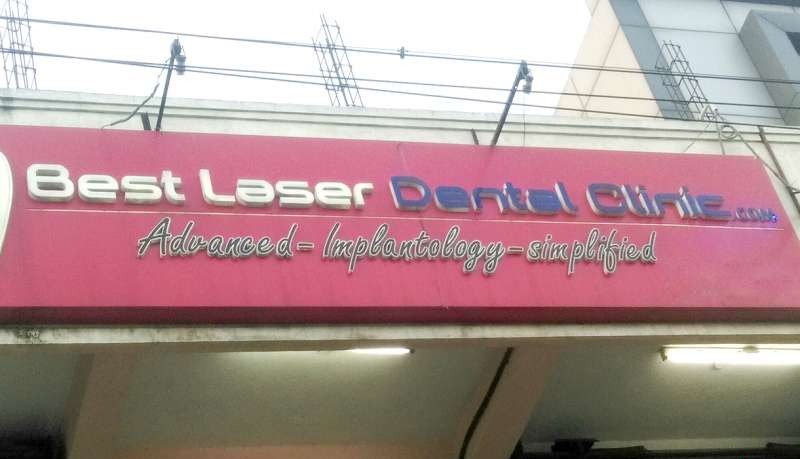 Best Laser Dental Clinic.com
Advanced - Implantology - simplified